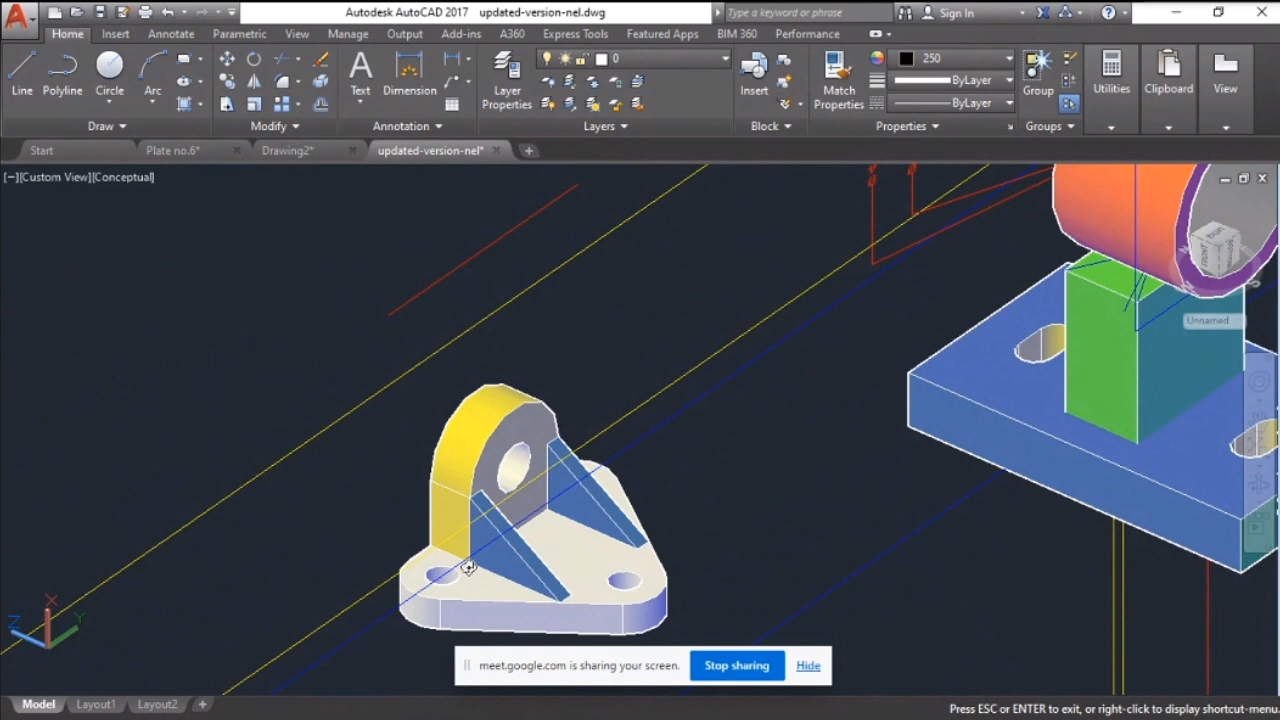 Autodesk AutoCAD 2017 updated-version-nel.dwg
Type a keyword or phrase
Sign In
Home Insert Annotate Parametric View Manage Output Add-ins A360 Express Tools Featured Apps BIM 360 Performance
Line Polyline Circle Arc
Text Dimension
Layer Properties
0
Insert
Match Properties
250
ByLayer
ByLayer
Group
Utilities Clipboard View
Draw Modify Annotation Layers Block Properties Groups
Start Plate no.6* Drawing2* updated-version-nel*
[−][Custom View][Conceptual]
FRONT
Unnamed
X
Y
Z
meet.google.com is sharing your screen. Stop sharing Hide
Model Layout1 Layout2
Press ESC or ENTER to exit, or right-click to display shortcut-menu.